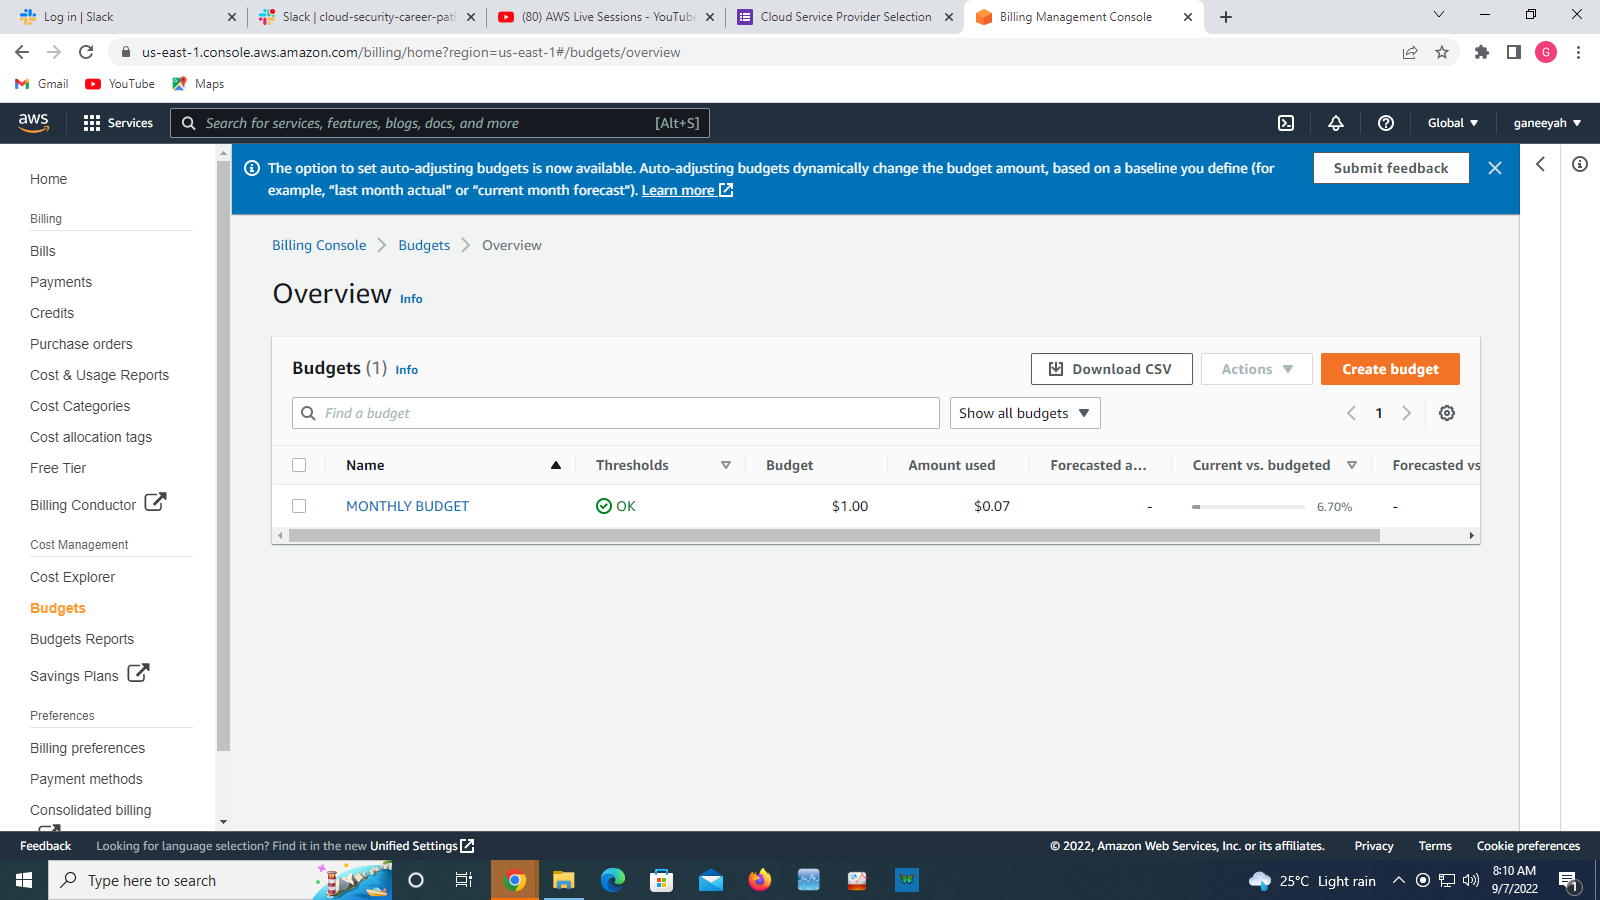 Log in | Slack
Slack | cloud-security-career-pat
(80) AWS Live Sessions - YouTube
Cloud Service Provider Selection
Billing Management Console
us-east-1.console.aws.amazon.com/billing/home?region=us-east-1#/budgets/overview
G
Gmail
YouTube
Maps
aws
Services
Search for services, features, blogs, docs, and more
[Alt+S]
Global
ganeeyah
Home
Billing
Bills
Payments
Credits
Purchase orders
Cost & Usage Reports
Cost Categories
Cost allocation tags
Free Tier
Billing Conductor
Cost Management
Cost Explorer
Budgets
Budgets Reports
Savings Plans
Preferences
Billing preferences
Payment methods
Consolidated billing
The option to set auto-adjusting budgets is now available. Auto-adjusting budgets dynamically change the budget amount, based on a baseline you define (for
example, “last month actual” or “current month forecast”). Learn more
Submit feedback
Billing Console > Budgets > Overview
Overview Info
Budgets (1) Info
Download CSV
Actions
Create budget
Find a budget
Show all budgets
1
Name Thresholds Budget Amount used Forecasted a... Current vs. budgeted Forecasted vs
MONTHLY BUDGET OK $1.00 $0.07 - 6.70% -
Feedback
Looking for language selection? Find it in the new Unified Settings
© 2022, Amazon Web Services, Inc. or its affiliates.
Privacy
Terms
Cookie preferences
Type here to search
25°C Light rain
8:10 AM
9/7/2022
1